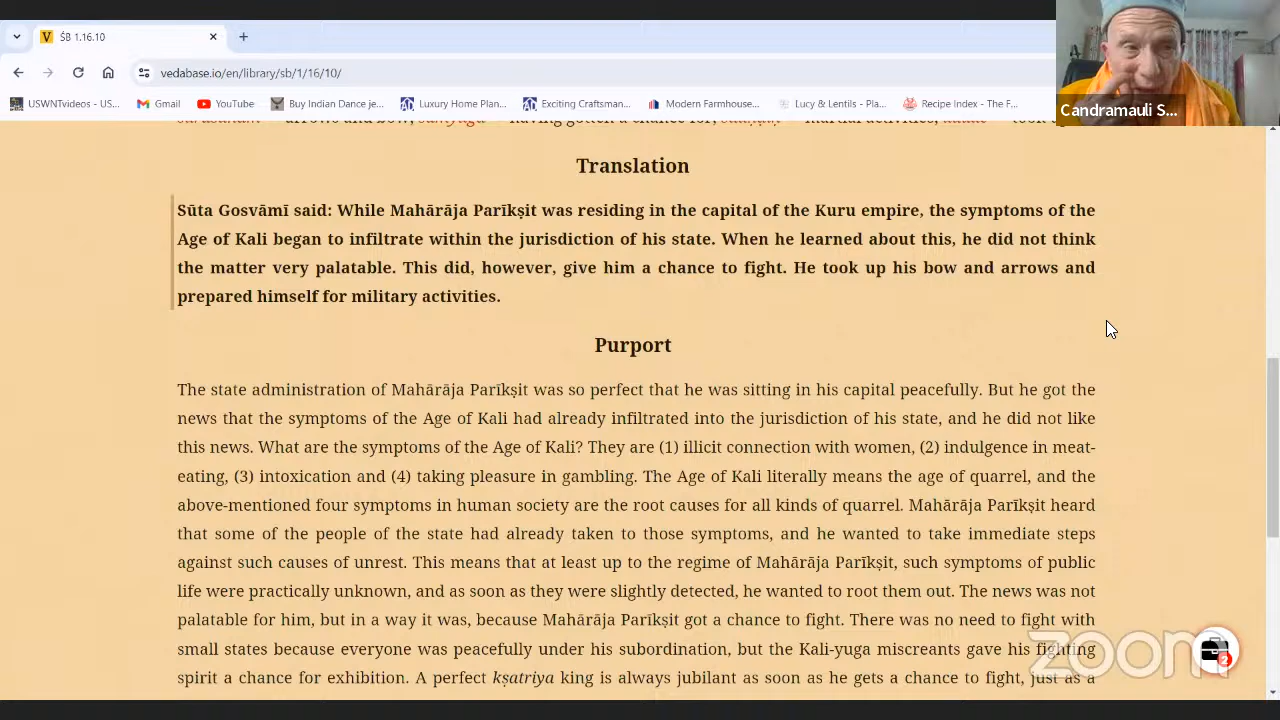 ŚB 1.16.10
vedabase.io/en/library/sb/1/16/10/
USWNTvideos - US...
Gmail
YouTube
Buy Indian Dance je...
Luxury Home Plan...
Exciting Craftsman...
Modern Farmhouse...
Lucy & Lentils - Pla...
Recipe Index - The F...
Candramauli S...
Translation
Sūta Gosvāmī said: While Mahārāja Parīkṣit was residing in the capital of the Kuru empire, the symptoms of the
Age of Kali began to infiltrate within the jurisdiction of his state. When he learned about this, he did not think
the matter very palatable. This did, however, give him a chance to fight. He took up his bow and arrows and
prepared himself for military activities.
Purport
The state administration of Mahārāja Parīkṣit was so perfect that he was sitting in his capital peacefully. But he got the
news that the symptoms of the Age of Kali had already infiltrated into the jurisdiction of his state, and he did not like
this news. What are the symptoms of the Age of Kali? They are (1) illicit connection with women, (2) indulgence in meat-
eating, (3) intoxication and (4) taking pleasure in gambling. The Age of Kali literally means the age of quarrel, and the
above-mentioned four symptoms in human society are the root causes for all kinds of quarrel. Mahārāja Parīkṣit heard
that some of the people of the state had already taken to those symptoms, and he wanted to take immediate steps
against such causes of unrest. This means that at least up to the regime of Mahārāja Parīkṣit, such symptoms of public
life were practically unknown, and as soon as they were slightly detected, he wanted to root them out. The news was not
palatable for him, but in a way it was, because Mahārāja Parīkṣit got a chance to fight. There was no need to fight with
small states because everyone was peacefully under his subordination, but the Kali-yuga miscreants gave his fighting
spirit a chance for exhibition. A perfect kṣatriya king is always jubilant as soon as he gets a chance to fight, just as a
zoom
2